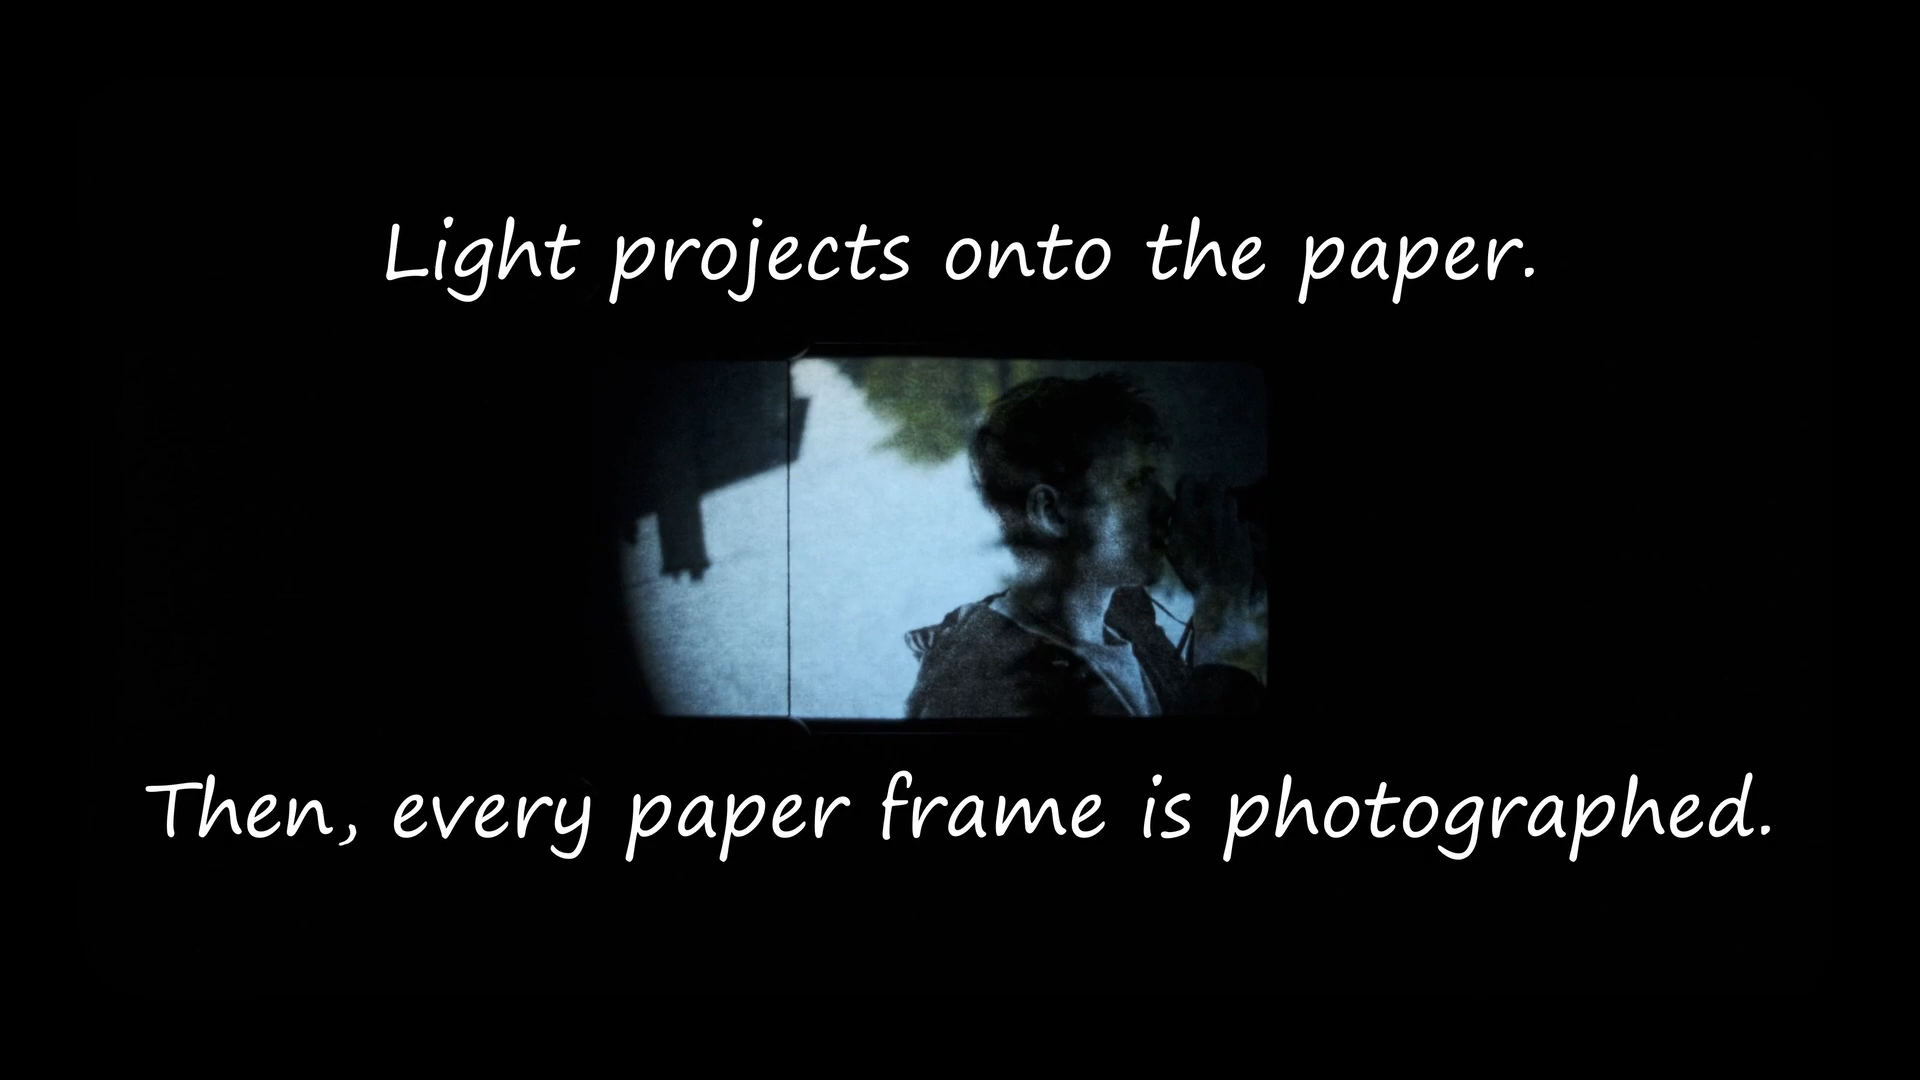 Light projects onto the paper.
Then, every paper frame is photographed.